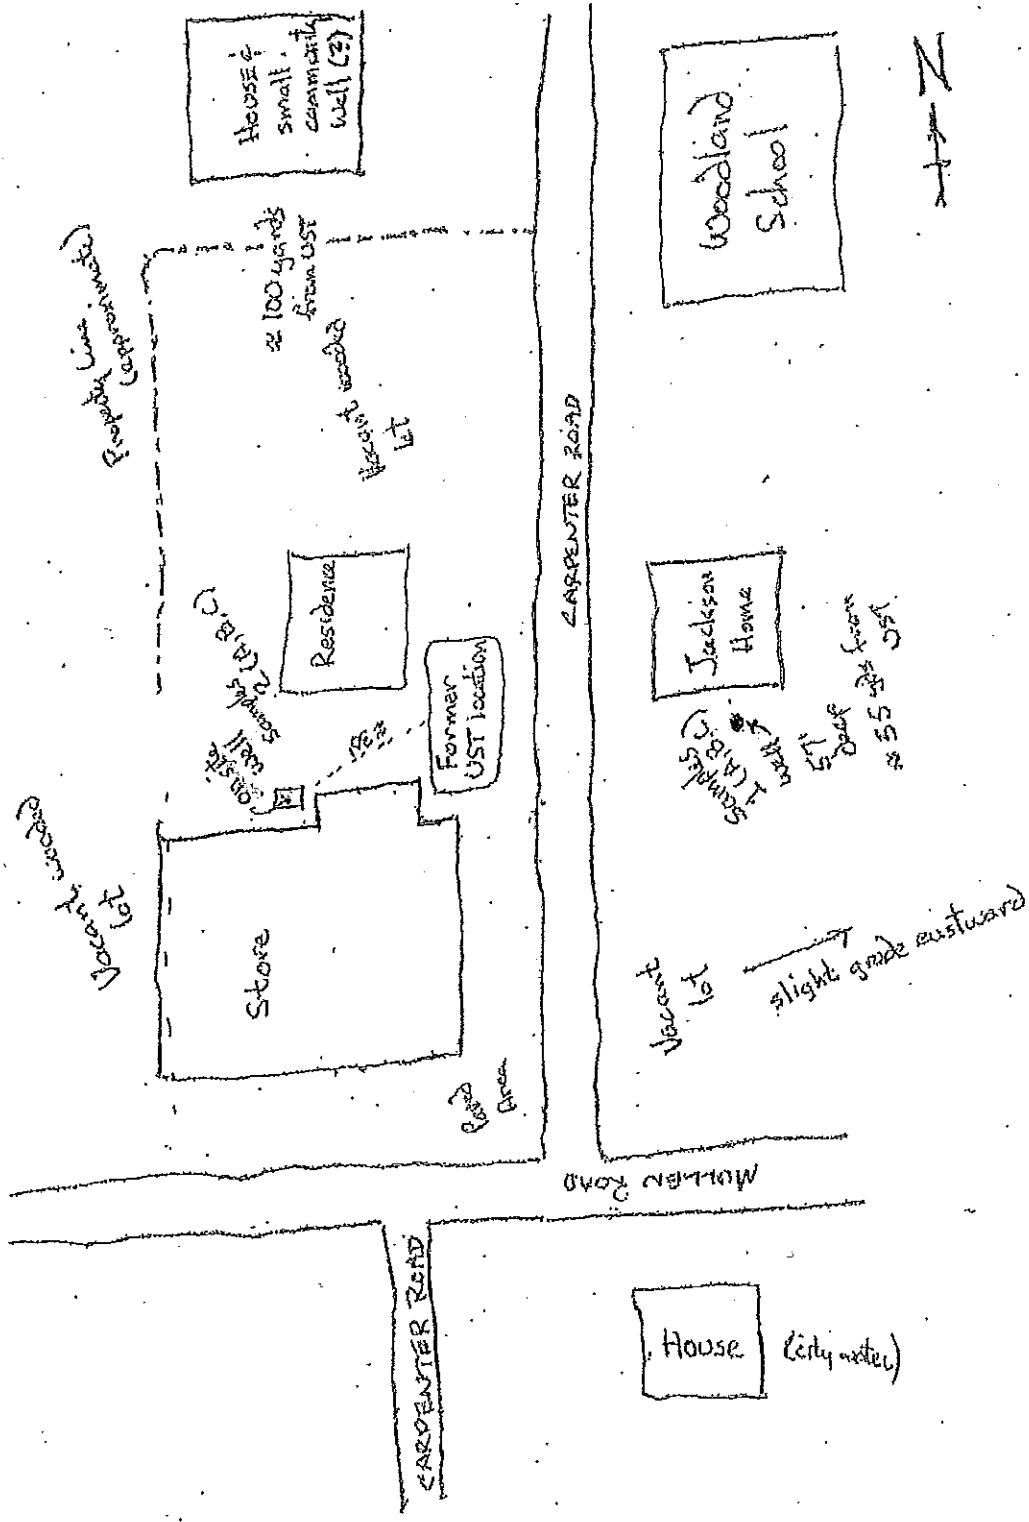 House &
small
community
well (?)
Woodland
School
N
Property Line
(approximate)
≈ 100 yards
from UST
Vacant wooded
lot
CARPENTER ROAD
Residence
Jackson
Home
onsite
well
samples
2 (A, B, C)
Former
UST location
Samples
1 (A, B, C)
well
57'
deep
≈ 55 yds from
UST
Vacant, wooded
lot
Store
Vacant
lot
slight grade eastward
Paved
Area
MULLEN ROAD
CARPENTER ROAD
House
(city water)